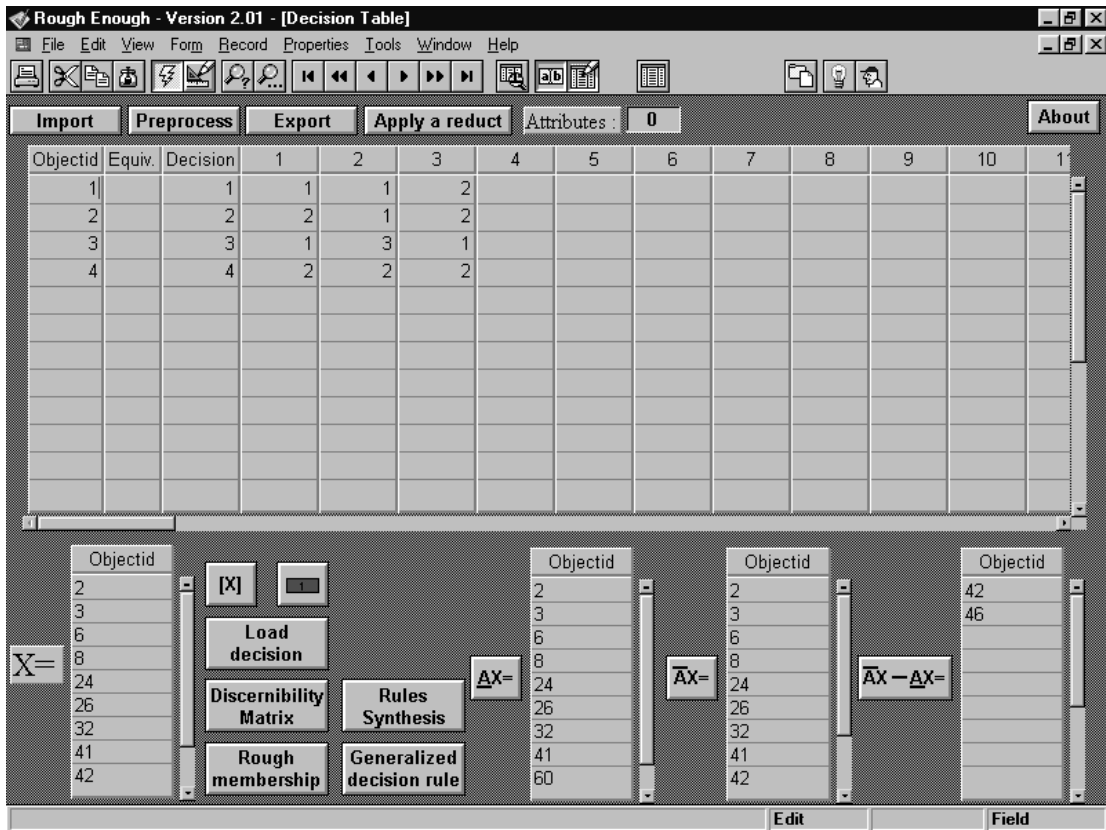 Rough Enough - Version 2.01 - [Decision Table]
File Edit View Form Record Properties Tools Window Help
Import Preprocess Export Apply a reduct Attributes : 0 About
Objectid Equiv. Decision 1 2 3 4 5 6 7 8 9 10 11
1 1 1 1 2
2 2 2 1 2
3 3 1 3 1
4 4 2 2 2
X=
Objectid
2
3
6
8
24
26
32
41
42
[X] 1
Load decision
Discernibility Matrix
Rules Synthesis
Rough membership
Generalized decision rule
A̲X=
Objectid
2
3
6
8
24
26
32
41
60
A̅X=
Objectid
2
3
6
8
24
26
32
41
42
A̅X – A̲X=
Objectid
42
46
Edit Field